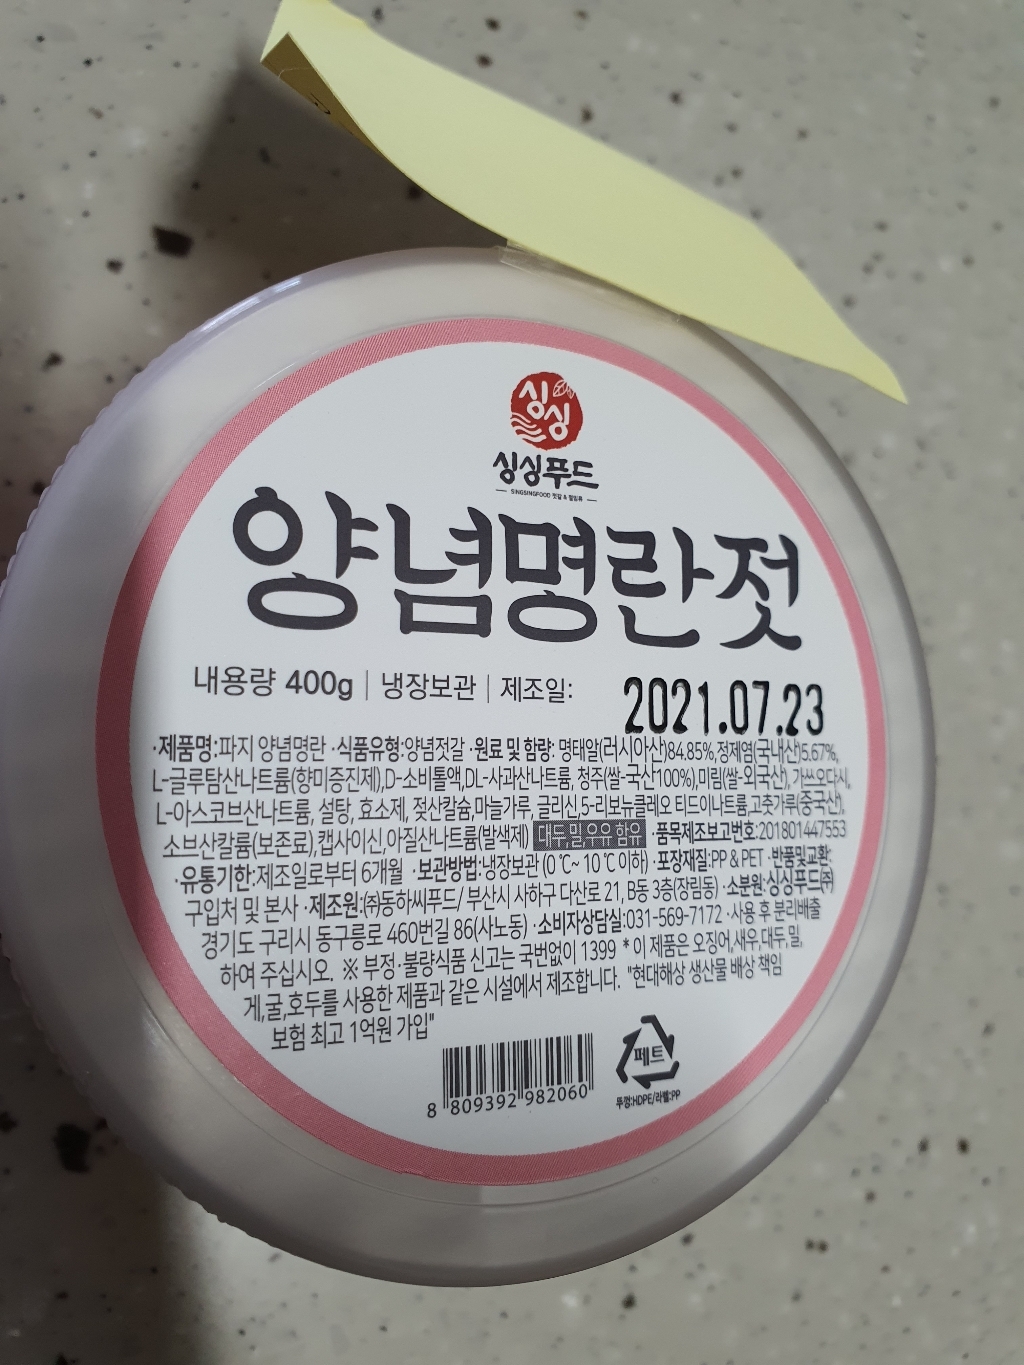 싱싱
싱싱푸드
SINGSINGFOOD 젓갈 & 절임류
양념명란젓
내용량 400g | 냉장보관 | 제조일:
2021.07.23
·제품명:파지 양념명란 ·식품유형:양념젓갈 ·원료 및 함량: 명태알(러시아산)84.85%,정제염(국내산)5.67%,
L-글루탐산나트륨(향미증진제),D-소비톨액,DL-사과산나트륨, 청주(쌀-국산100%),미림(쌀-외국산), 가쓰오다시,
L-아스코브산나트륨, 설탕, 효소제, 젖산칼슘,마늘가루, 글리신,5-리보뉴클레오 티드이나트륨,고춧가루(중국산),
소브산칼륨(보존료),캡사이신,아질산나트륨(발색제) 대두,밀,우유 함유 ·품목제조보고번호:201801447553
·유통기한:제조일로부터 6개월 ·보관방법:냉장보관 (0℃~ 10℃이하) ·포장재질:PP & PET ·반품및교환:
구입처 및 본사 ·제조원:㈜동하씨푸드/ 부산시 사하구 다산로 21, B동 3층(장림동) ·소분원:싱싱푸드㈜
경기도 구리시 동구릉로 460번길 86(사노동) ·소비자상담실:031-569-7172 ·사용 후 분리배출
하여 주십시오. ※ 부정·불량식품 신고는 국번없이 1399 * 이 제품은 오징어,새우,대두,밀,
게,굴,호두를 사용한 제품과 같은 시설에서 제조합니다. "현대해상 생산물 배상 책임
보험 최고 1억원 가입"
8 809392 982060
페트
뚜껑:HDPE/라벨:PP